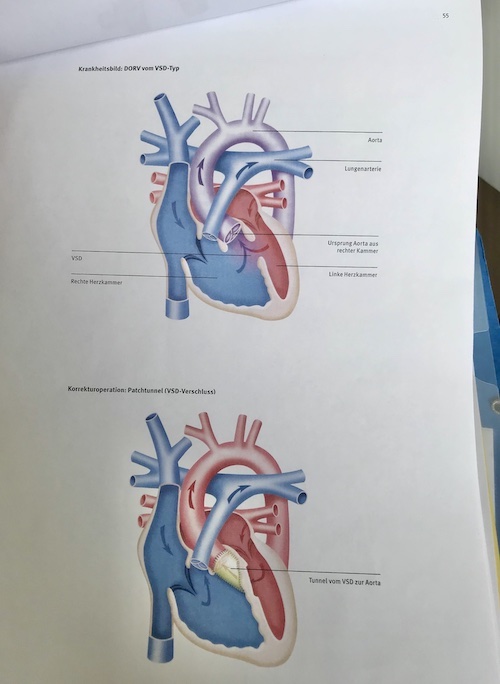 55
Krankheitsbild: DORV vom VSD-Typ
Aorta
Lungenarterie
Ursprung Aorta aus
rechter Kammer
VSD
Linke Herzkammer
Rechte Herzkammer
Korrekturoperation: Patchtunnel (VSD-Verschluss)
Tunnel vom VSD zur Aorta